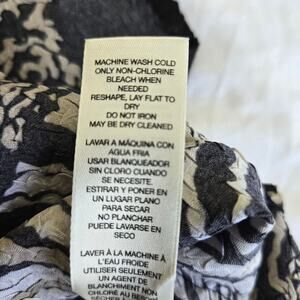 MACHINE WASH COLD
ONLY NON-CHLORINE
BLEACH WHEN
NEEDED
RESHAPE, LAY FLAT TO
DRY
DO NOT IRON
MAY BE DRY CLEANED
LAVAR A MÁQUINA CON
AGUA FRIA
USAR BLANQUEADOR
SIN CLORO CUANDO
SE NECESITE.
ESTIRAR Y PONER EN
UN LUGAR PLANO
PARA SECAR
NO PLANCHAR
PUEDE LAVARSE EN
SECO
LAVER À LA MACHINE À
L'EAU FROIDE
UTILISER SEULEMENT
UN AGENT DE
BLANCHIMENT NON
CHLORÉ AU BESOIN